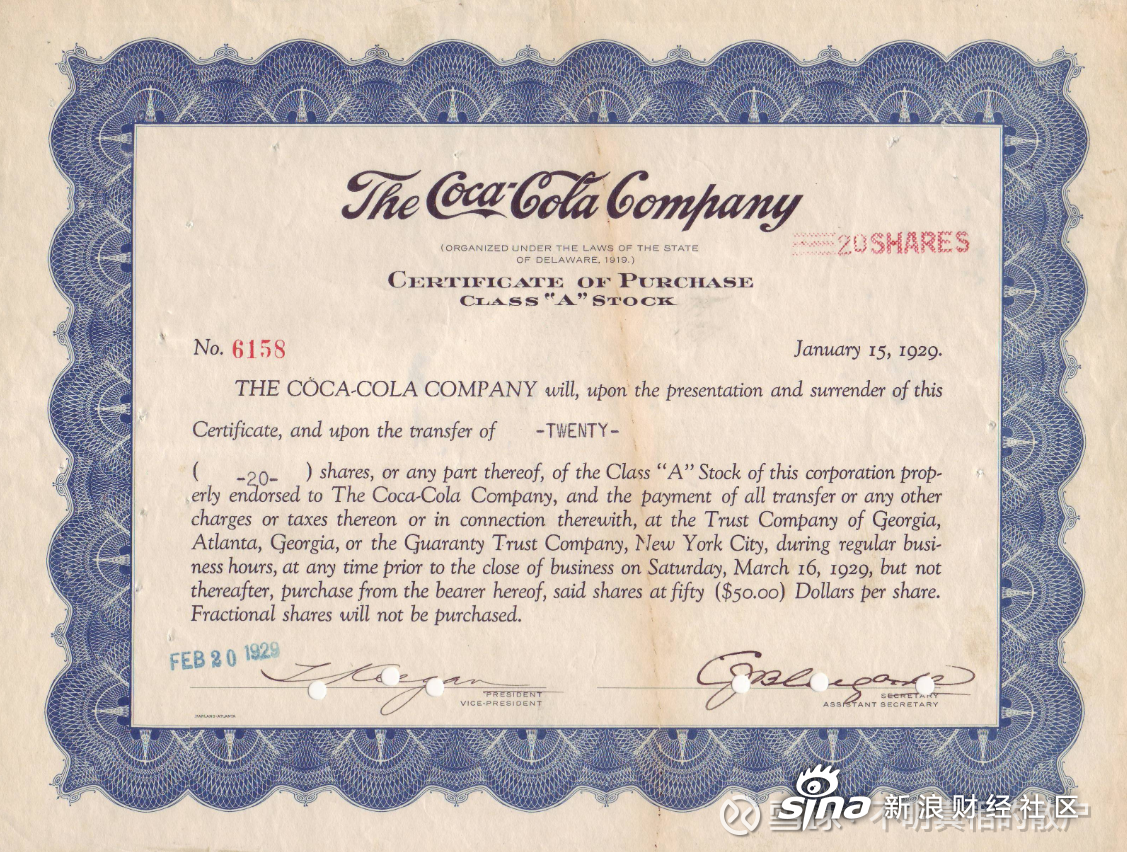 The Coca-Cola Company
(ORGANIZED UNDER THE LAWS OF THE STATE
OF DELAWARE, 1919.)
20 SHARES
CERTIFICATE OF PURCHASE
CLASS "A" STOCK
No. 6158
January 15, 1929.
THE COCA-COLA COMPANY will, upon the presentation and surrender of this
Certificate, and upon the transfer of -TWENTY-
( -20- ) shares, or any part thereof, of the Class "A" Stock of this corporation prop-
erly endorsed to The Coca-Cola Company, and the payment of all transfer or any other
charges or taxes thereon or in connection therewith, at the Trust Company of Georgia,
Atlanta, Georgia, or the Guaranty Trust Company, New York City, during regular busi-
ness hours, at any time prior to the close of business on Saturday, March 16, 1929, but not
thereafter, purchase from the bearer hereof, said shares at fifty ($50.00) Dollars per share.
Fractional shares will not be purchased.
FEB 20 1929
PRESIDENT
VICE-PRESIDENT
SECRETARY
ASSISTANT SECRETARY
sina 新浪财经社区